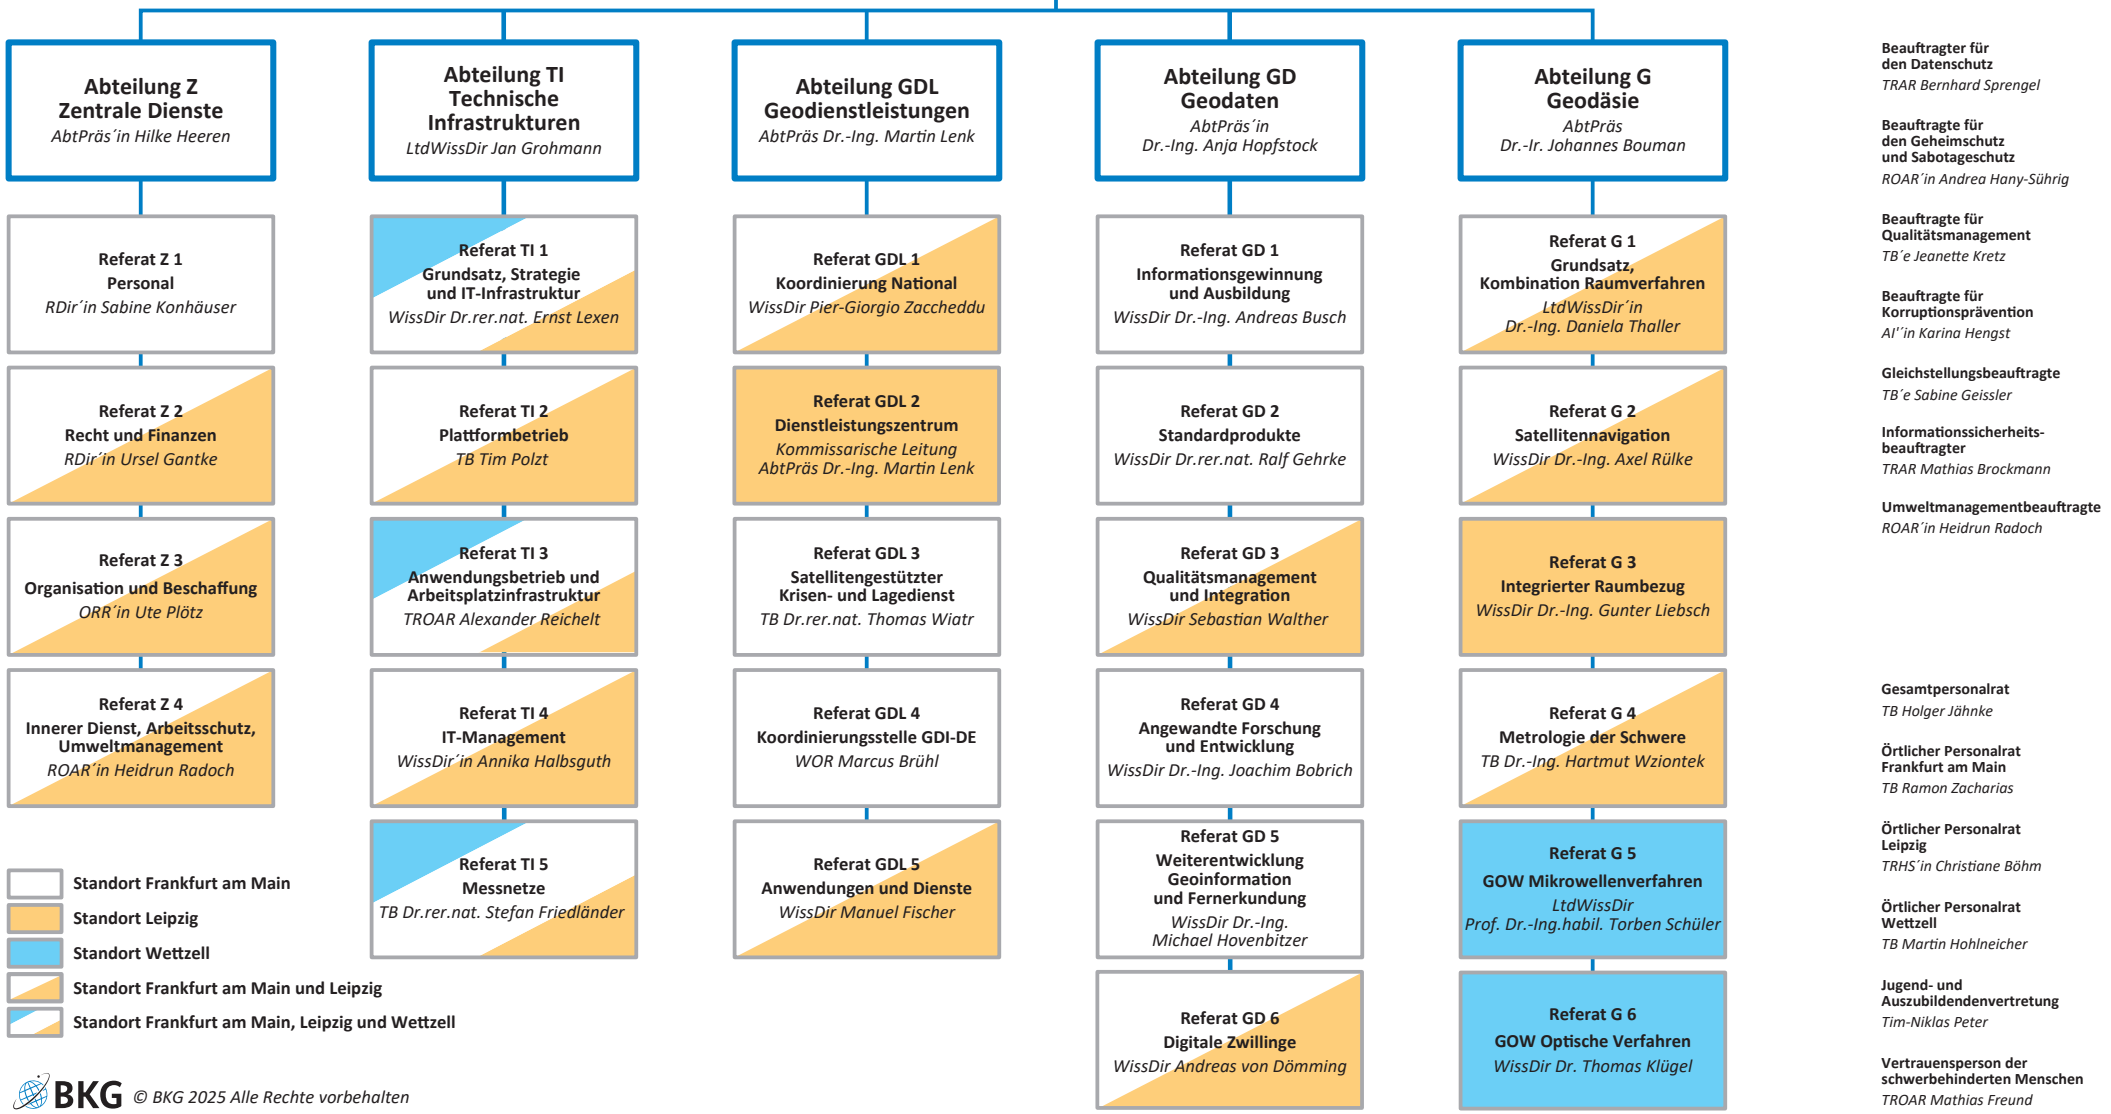 Abteilung Z
Zentrale Dienste
AbtPräs´in Hilke Heeren
Referat Z 1
Personal
RDir´in Sabine Konhäuser
Referat Z 2
Recht und Finanzen
RDir´in Ursel Gantke
Referat Z 3
Organisation und Beschaffung
ORR´in Ute Plötz
Referat Z 4
Innerer Dienst, Arbeitsschutz,
Umweltmanagement
ROAR´in Heidrun Radoch
Abteilung TI
Technische
Infrastrukturen
LtdWissDir Jan Grohmann
Referat TI 1
Grundsatz, Strategie
und IT-Infrastruktur
WissDir Dr.rer.nat. Ernst Lexen
Referat TI 2
Plattformbetrieb
TB Tim Polzt
Referat TI 3
Anwendungsbetrieb und
Arbeitsplatzinfrastruktur
TROAR Alexander Reichelt
Referat TI 4
IT-Management
WissDir´in Annika Halbsguth
Referat TI 5
Messnetze
TB Dr.rer.nat. Stefan Friedländer
Abteilung GDL
Geodienstleistungen
AbtPräs Dr.-Ing. Martin Lenk
Referat GDL 1
Koordinierung National
WissDir Pier-Giorgio Zaccheddu
Referat GDL 2
Dienstleistungszentrum
Kommissarische Leitung
AbtPräs Dr.-Ing. Martin Lenk
Referat GDL 3
Satellitengestützter
Krisen- und Lagedienst
TB Dr.rer.nat. Thomas Wiatr
Referat GDL 4
Koordinierungsstelle GDI-DE
WOR Marcus Brühl
Referat GDL 5
Anwendungen und Dienste
WissDir Manuel Fischer
Abteilung GD
Geodaten
AbtPräs´in
Dr.-Ing. Anja Hopfstock
Referat GD 1
Informationsgewinnung
und Ausbildung
WissDir Dr.-Ing. Andreas Busch
Referat GD 2
Standardprodukte
WissDir Dr.rer.nat. Ralf Gehrke
Referat GD 3
Qualitätsmanagement
und Integration
WissDir Sebastian Walther
Referat GD 4
Angewandte Forschung
und Entwicklung
WissDir Dr.-Ing. Joachim Bobrich
Referat GD 5
Weiterentwicklung
Geoinformation
und Fernerkundung
WissDir Dr.-Ing.
Michael Hovenbitzer
Referat GD 6
Digitale Zwillinge
WissDir Andreas von Dömming
Abteilung G
Geodäsie
AbtPräs
Dr.-Ir. Johannes Bouman
Referat G 1
Grundsatz,
Kombination Raumverfahren
LtdWissDir´in
Dr.-Ing. Daniela Thaller
Referat G 2
Satellitennavigation
WissDir Dr.-Ing. Axel Rülke
Referat G 3
Integrierter Raumbezug
WissDir Dr.-Ing. Gunter Liebsch
Referat G 4
Metrologie der Schwere
TB Dr.-Ing. Hartmut Wziontek
Referat G 5
GOW Mikrowellenverfahren
LtdWissDir
Prof. Dr.-Ing.habil. Torben Schüler
Referat G 6
GOW Optische Verfahren
WissDir Dr. Thomas Klügel
Beauftragter für
den Datenschutz
TRAR Bernhard Sprengel
Beauftragte für
den Geheimschutz
und Sabotageschutz
ROAR´in Andrea Hany-Sührig
Beauftragte für
Qualitätsmanagement
TB´e Jeanette Kretz
Beauftragte für
Korruptionsprävention
AI'´in Karina Hengst
Gleichstellungsbeauftragte
TB´e Sabine Geissler
Informationssicherheits-
beauftragter
TRAR Mathias Brockmann
Umweltmanagementbeauftragte
ROAR´in Heidrun Radoch
Gesamtpersonalrat
TB Holger Jähnke
Örtlicher Personalrat
Frankfurt am Main
TB Ramon Zacharias
Örtlicher Personalrat
Leipzig
TRHS´in Christiane Böhm
Örtlicher Personalrat
Wettzell
TB Martin Hohlneicher
Jugend- und
Auszubildendenvertretung
Tim-Niklas Peter
Vertrauensperson der
schwerbehinderten Menschen
TROAR Mathias Freund
Standort Frankfurt am Main
Standort Leipzig
Standort Wettzell
Standort Frankfurt am Main und Leipzig
Standort Frankfurt am Main, Leipzig und Wettzell
BKG © BKG 2025 Alle Rechte vorbehalten